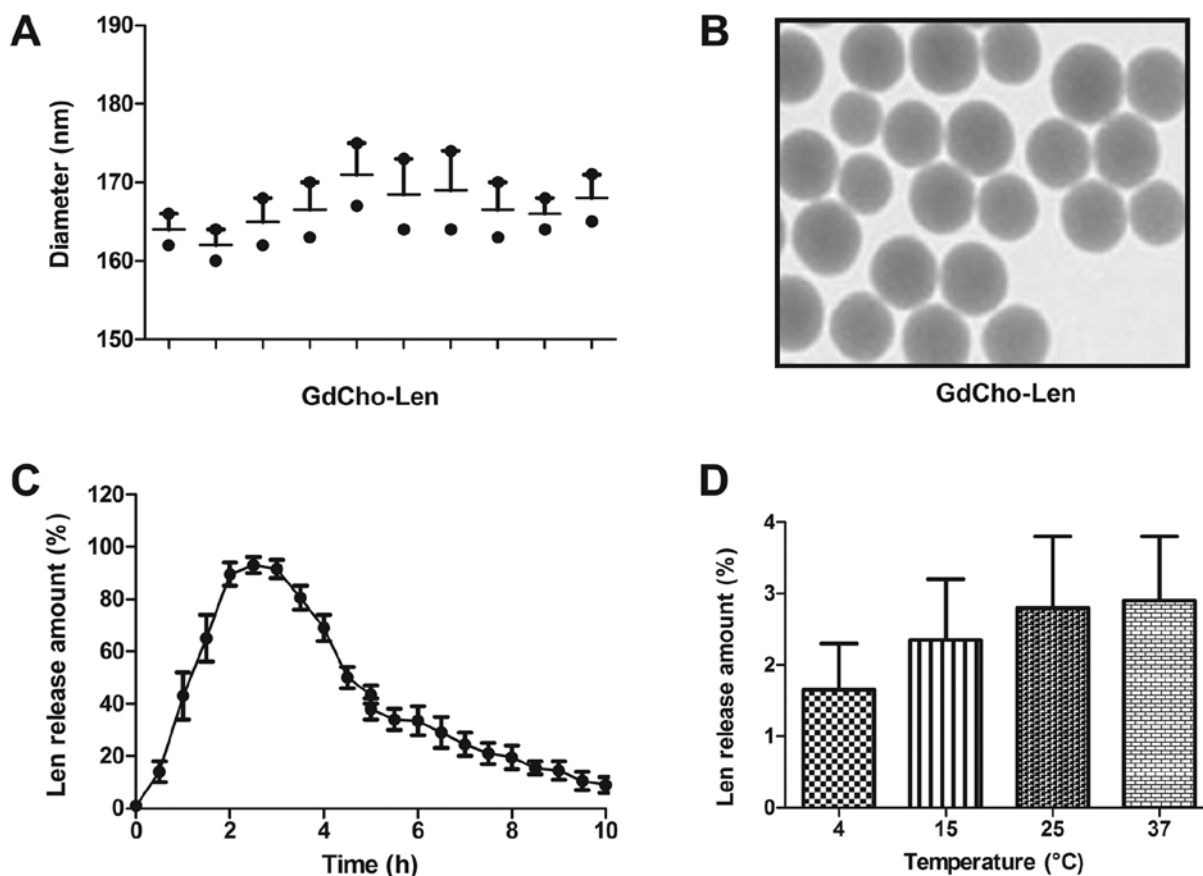 A
190
180
170
160
150
Diameter (nm)
GdCho-Len
B
GdCho-Len
C
120
100
80
60
40
20
0
Len release amount (%)
0 2 4 6 8 10
Time (h)
D
4
3
2
1
0
Len release amount (%)
4 15 25 37
Temperature (°C)